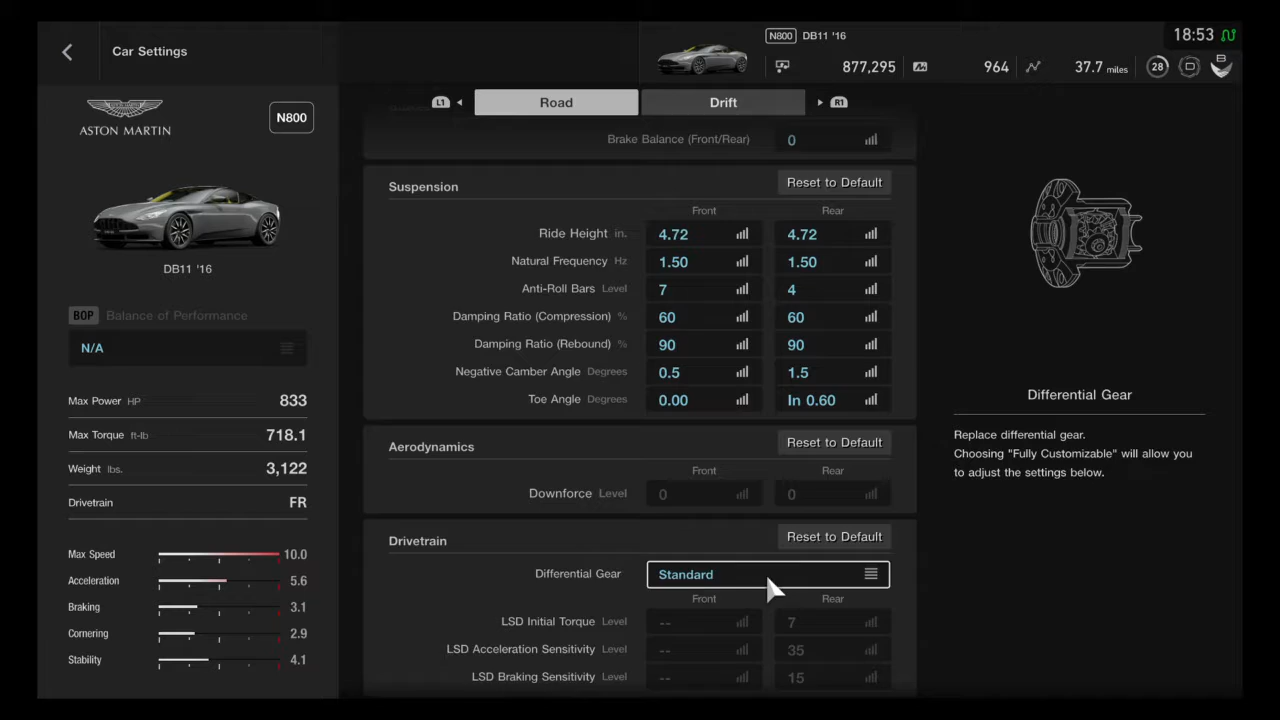 Car Settings
N800 DB11 '16
877,295 964 37.7 miles 28 B
18:53
ASTON MARTIN
N800
DB11 '16
BOP Balance of Performance
N/A
Max Power HP 833
Max Torque ft-lb 718.1
Weight lbs. 3,122
Drivetrain FR
Max Speed 10.0
Acceleration 5.6
Braking 3.1
Cornering 2.9
Stability 4.1
L1 Road Drift R1
Brake Balance (Front/Rear) 0
Suspension Reset to Default
Front Rear
Ride Height in. 4.72 4.72
Natural Frequency Hz 1.50 1.50
Anti-Roll Bars Level 7 4
Damping Ratio (Compression) % 60 60
Damping Ratio (Rebound) % 90 90
Negative Camber Angle Degrees 0.5 1.5
Toe Angle Degrees 0.00 In 0.60
Aerodynamics Reset to Default
Front Rear
Downforce Level 0 0
Drivetrain Reset to Default
Differential Gear Standard
Front Rear
LSD Initial Torque Level -- 7
LSD Acceleration Sensitivity Level -- 35
LSD Braking Sensitivity Level -- 15
Differential Gear
Replace differential gear.
Choosing "Fully Customizable" will allow you
to adjust the settings below.